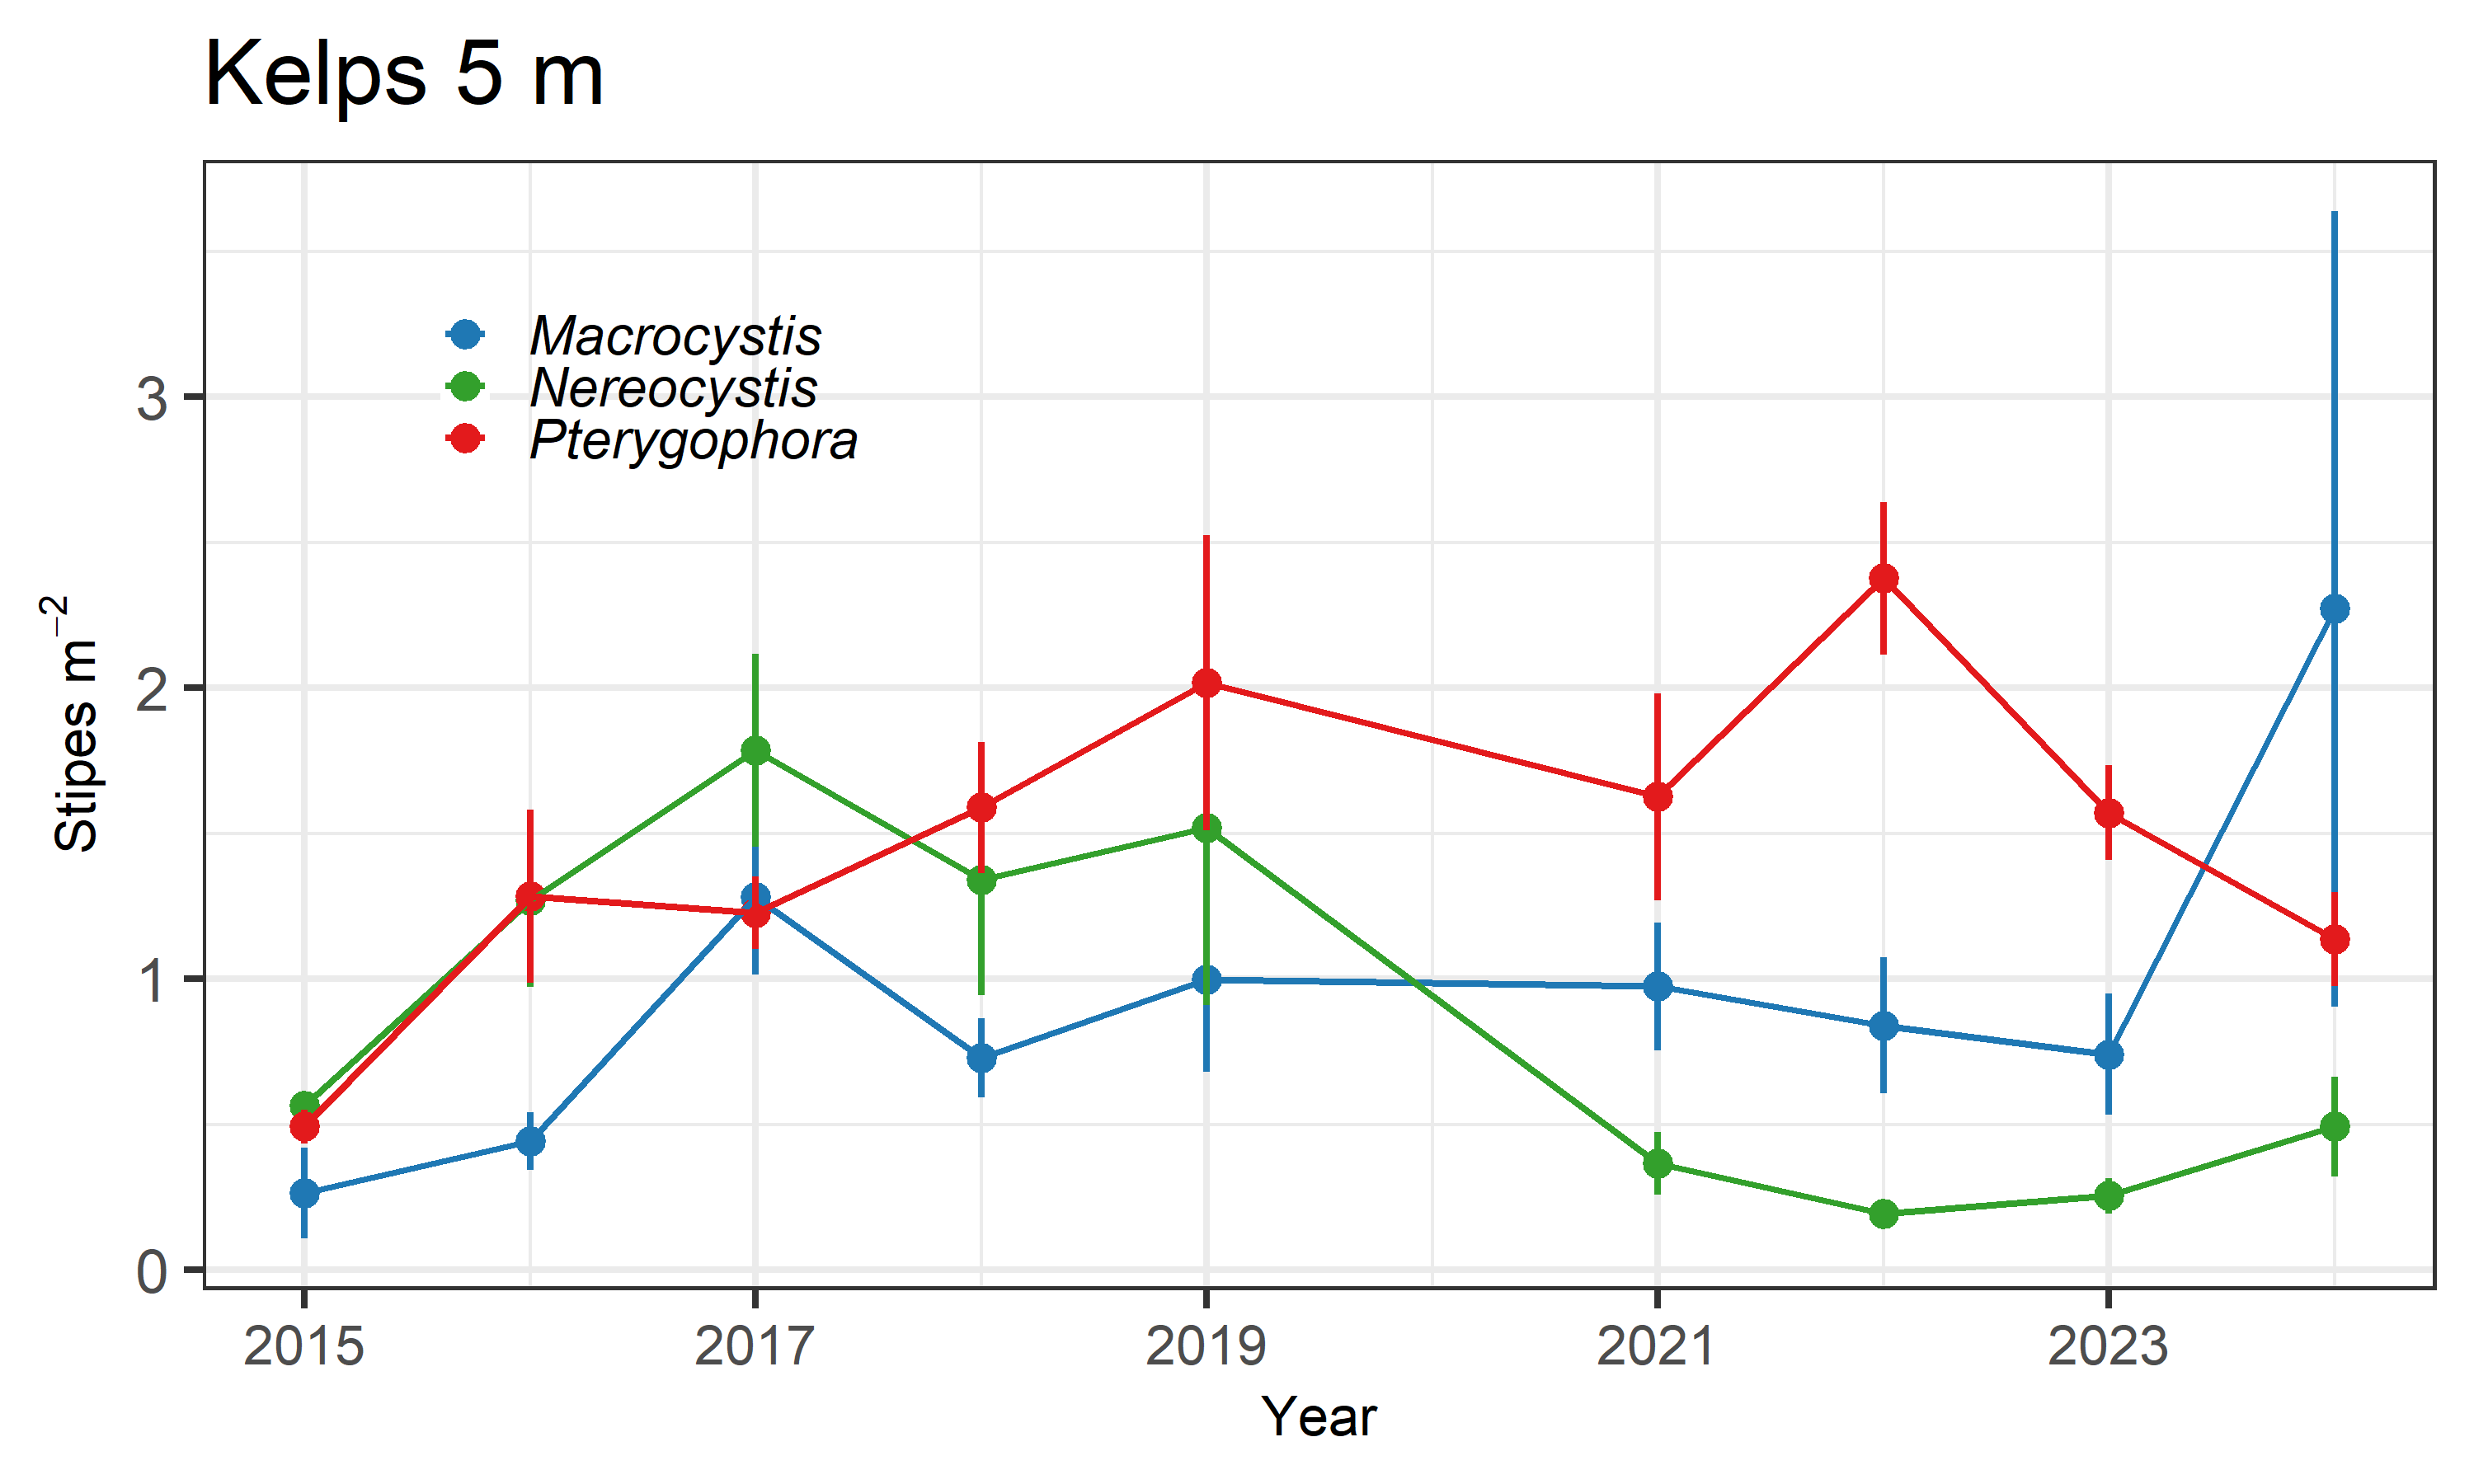 Kelps 5 m
Macrocystis
Nereocystis
Pterygophora
3
2
1
0
Stipes m⁻²
2015 2017 2019 2021 2023
Year